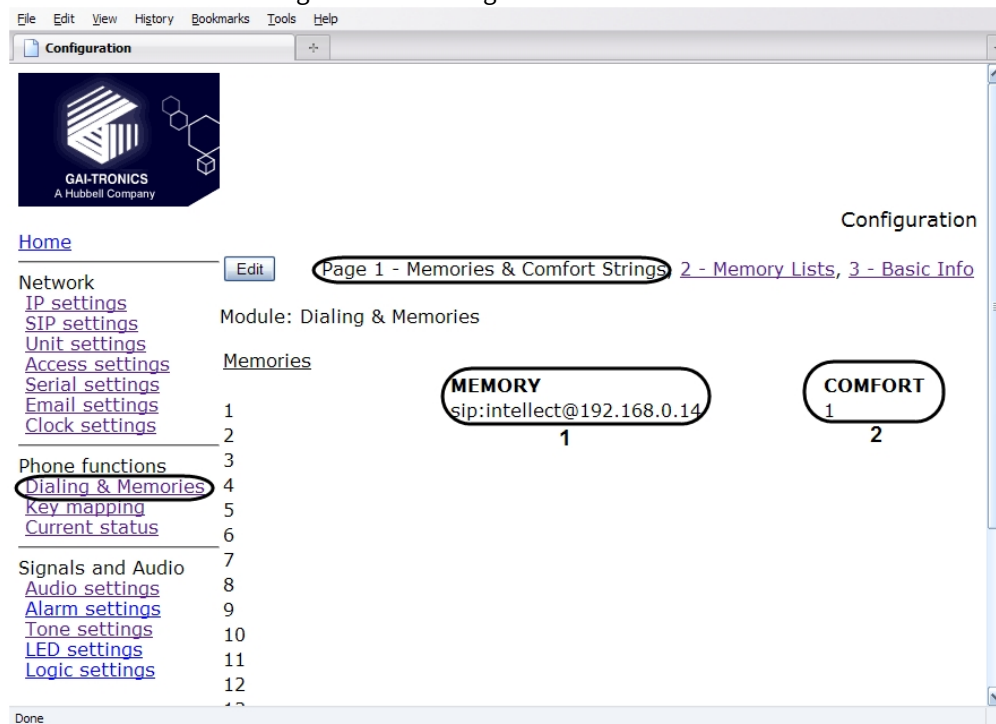 File Edit View History Bookmarks Tools Help
Configuration
GAI-TRONICS
A Hubbell Company
Configuration
Home
Edit Page 1 - Memories & Comfort Strings, 2 - Memory Lists, 3 - Basic Info
Network
IP settings
SIP settings
Unit settings
Access settings
Serial settings
Email settings
Clock settings
Phone functions
Dialing & Memories
Key mapping
Current status
Signals and Audio
Audio settings
Alarm settings
Tone settings
LED settings
Logic settings
Module: Dialing & Memories
Memories
MEMORY COMFORT
1 sip:intellect@192.168.0.14 1
1 2
2
3
4
5
6
7
8
9
10
11
12
Done